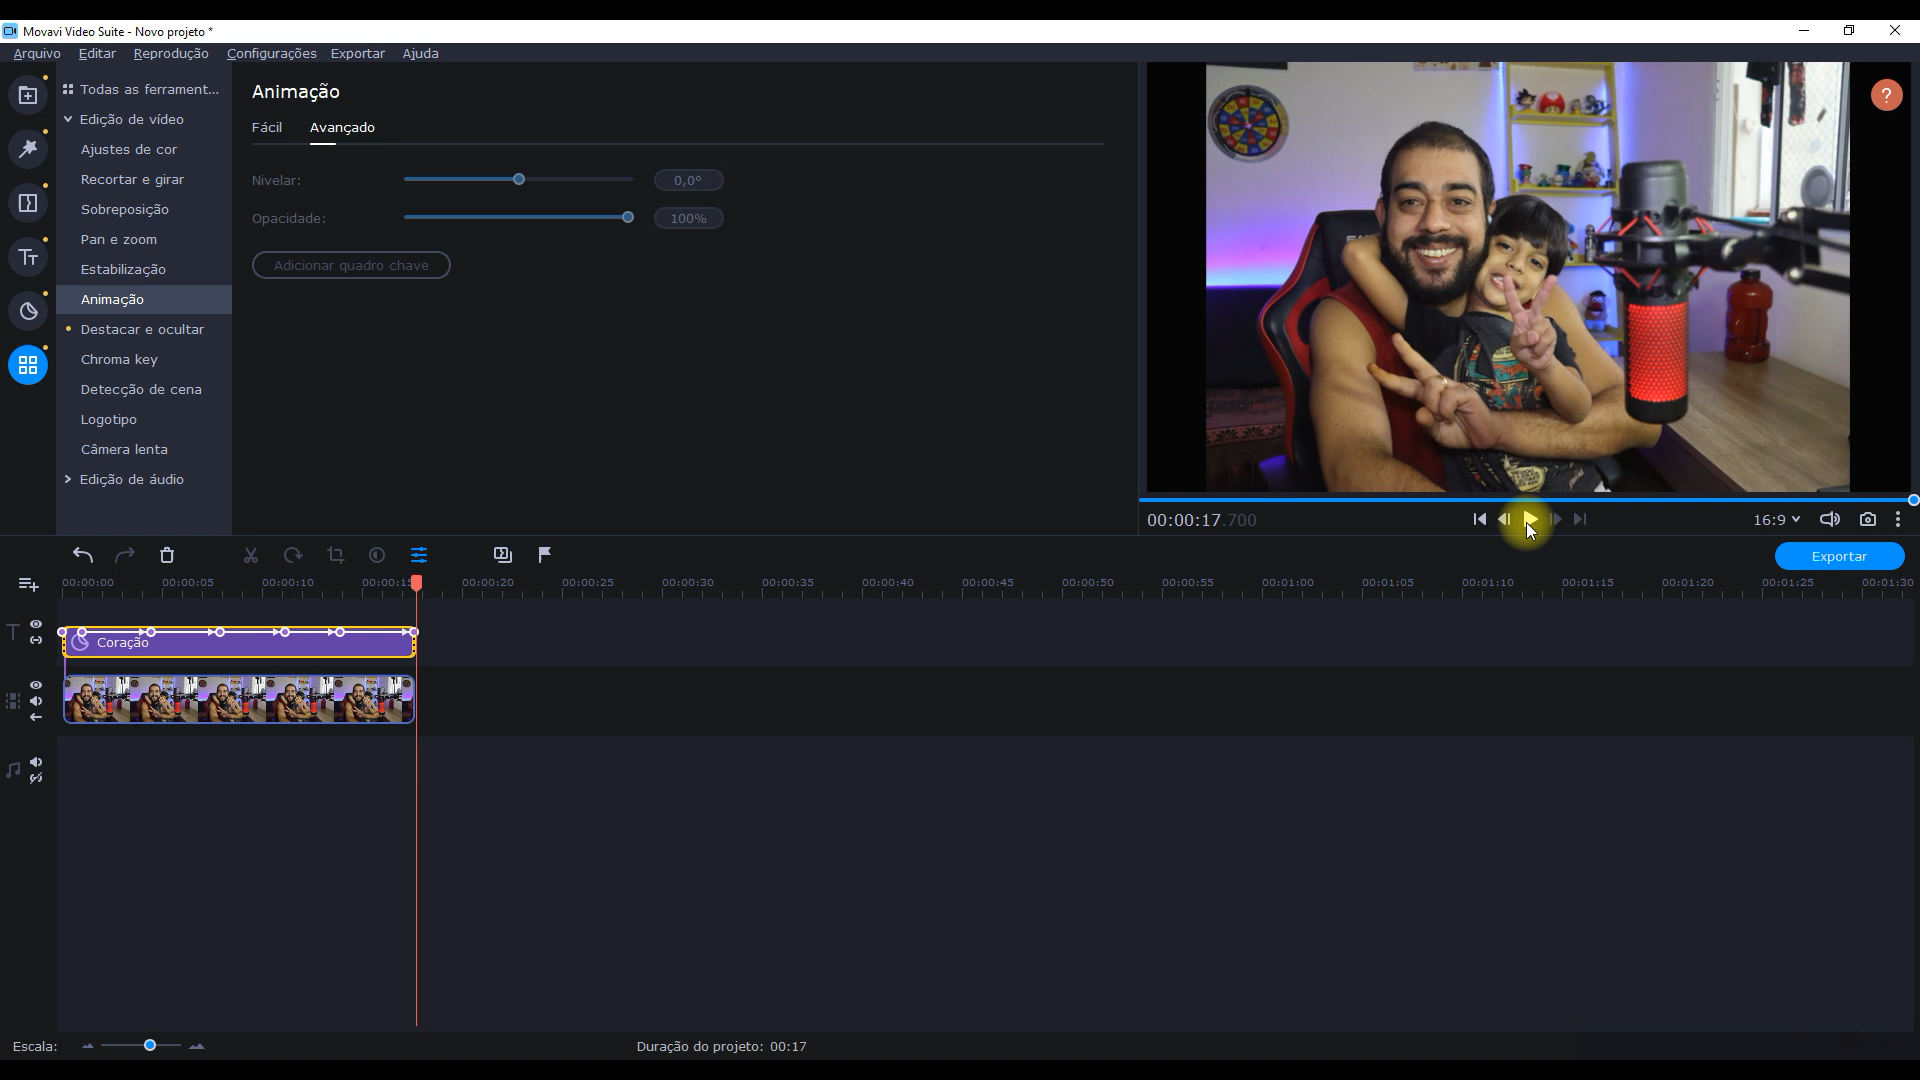 Movavi Video Suite - Novo projeto *
Arquivo Editar Reprodução Configurações Exportar Ajuda
Todas as ferrament...
Edição de vídeo
Ajustes de cor
Recortar e girar
Sobreposição
Pan e zoom
Estabilização
Animação
Destacar e ocultar
Chroma key
Detecção de cena
Logotipo
Câmera lenta
Edição de áudio
Animação
Fácil Avançado
Nivelar: 0,0°
Opacidade: 100%
Adicionar quadro chave
?
00:00:17.700
16:9
Exportar
00:00:00 00:00:05 00:00:10 00:00:15 00:00:20 00:00:25 00:00:30 00:00:35 00:00:40 00:00:45 00:00:50 00:00:55 00:01:00 00:01:05 00:01:10 00:01:15 00:01:20 00:01:25 00:01:30
Coração
Escala:
Duração do projeto: 00:17